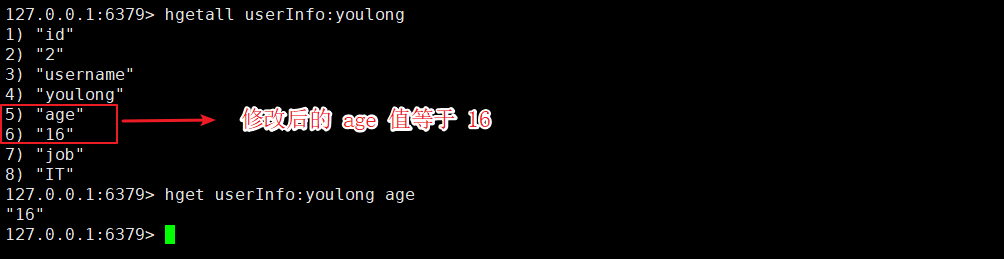 127.0.0.1:6379> hgetall userInfo:youlong
1) "id"
2) "2"
3) "username"
4) "youlong"
5) "age"
6) "16"
修改后的 age 值等于 16
7) "job"
8) "IT"
127.0.0.1:6379> hget userInfo:youlong age
"16"
127.0.0.1:6379>